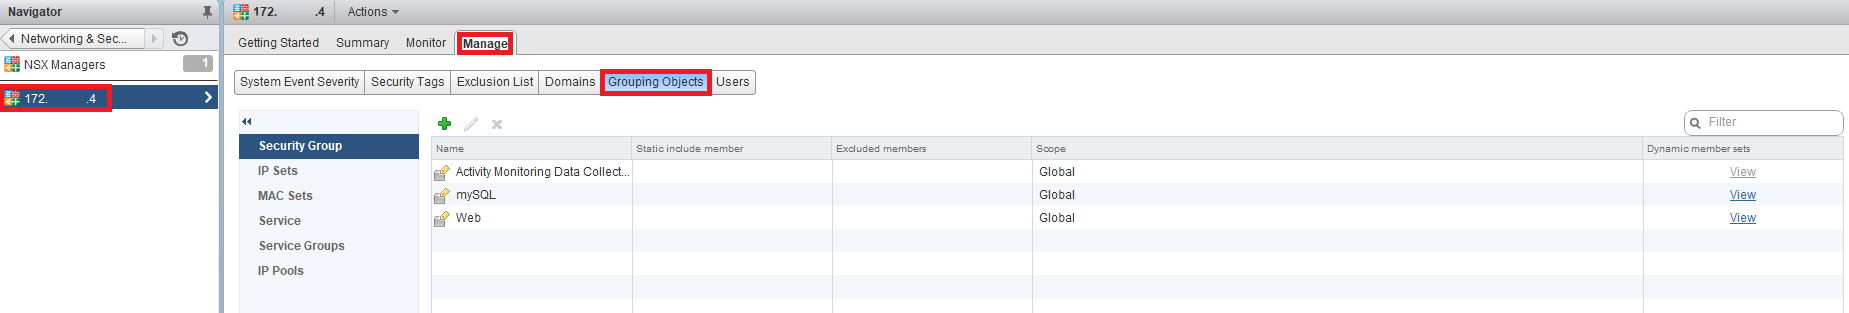 Navigator
172. .4 Actions
Networking & Sec...
Getting Started Summary Monitor Manage
NSX Managers 1
System Event Severity Security Tags Exclusion List Domains Grouping Objects Users
172. .4
Filter
Security Group
IP Sets
MAC Sets
Service
Service Groups
IP Pools
Name Static include member Excluded members Scope Dynamic member sets
Activity Monitoring Data Collect... Global View
mySQL Global View
Web Global View